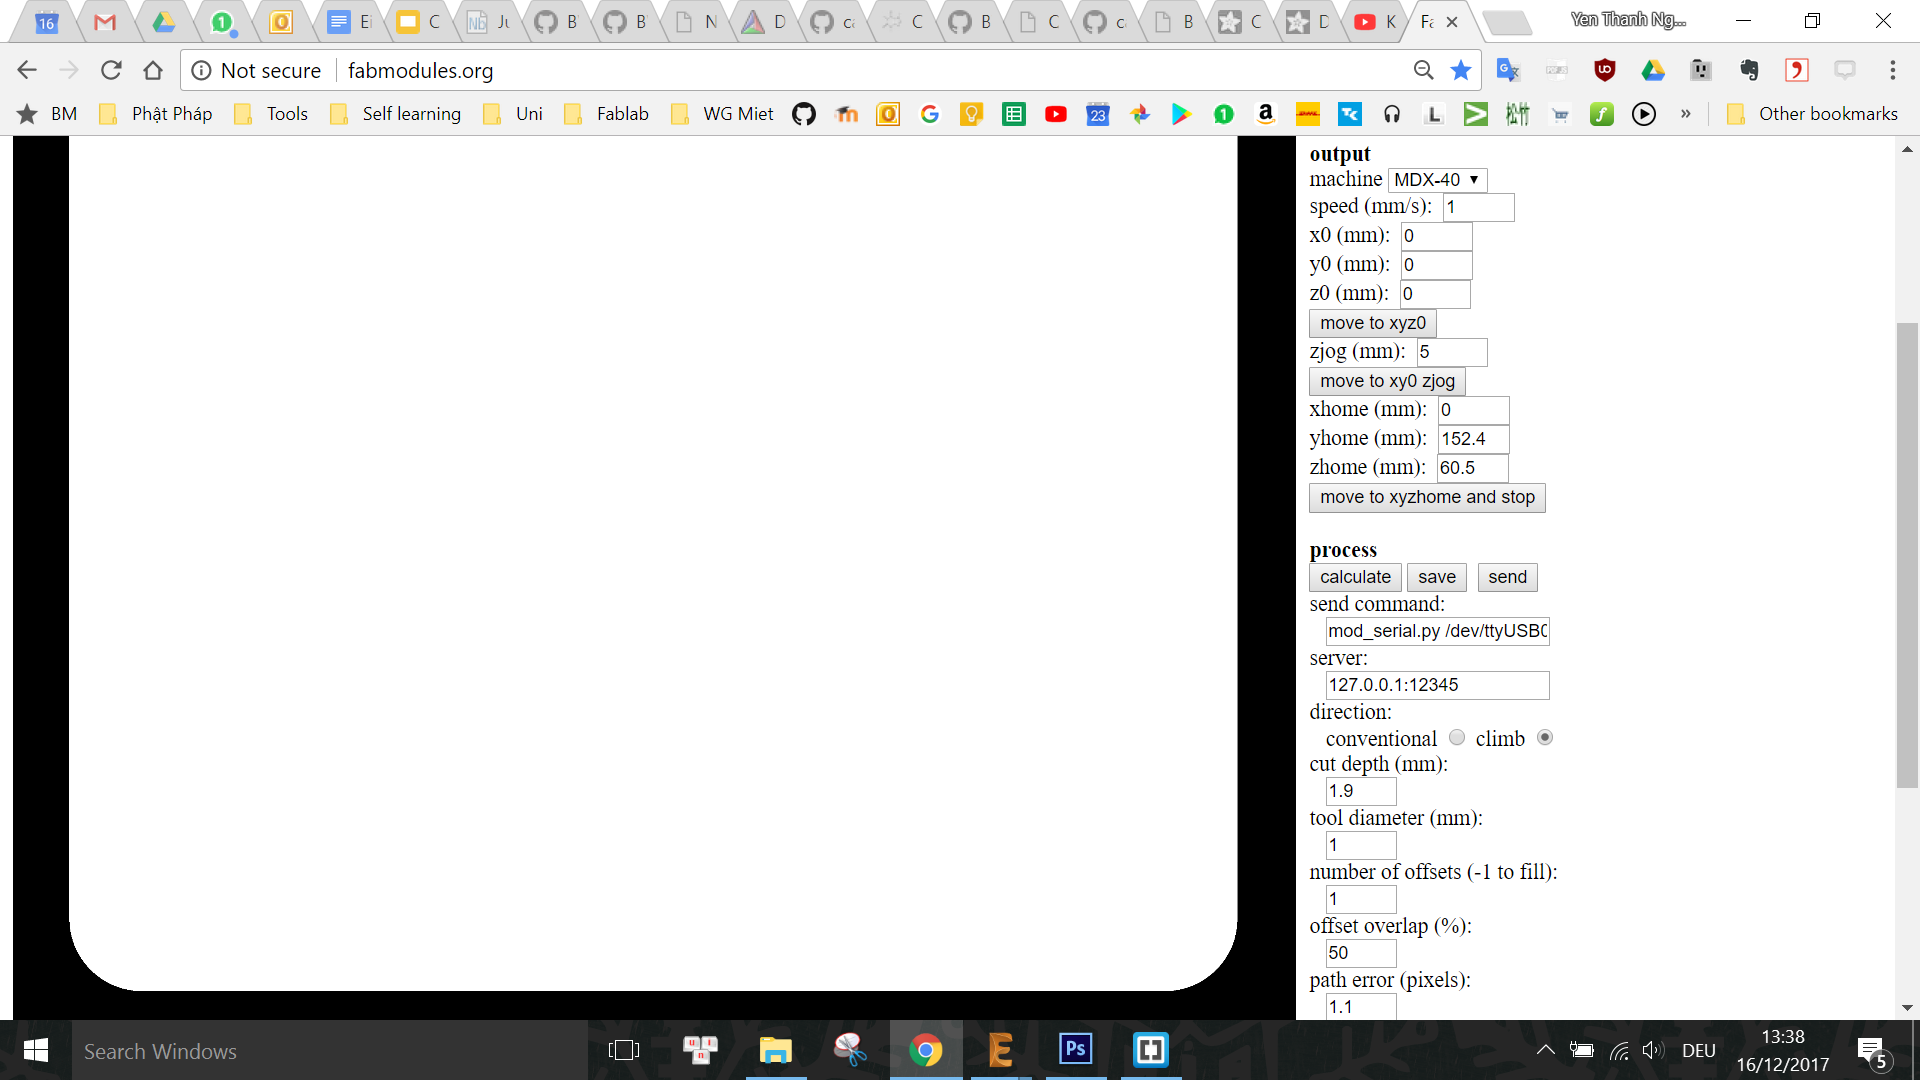 16
1
Ei
C
Nb
Ju
B
B
N
D
ca
C
B
C
c
B
C
D
K
Fa
Yen Thanh Ng...
Not secure
fabmodules.org
BM
Phật Pháp
Tools
Self learning
Uni
Fablab
WG Miet
23
1
L
»
Other bookmarks
output
machine MDX-40
speed (mm/s): 1
x0 (mm): 0
y0 (mm): 0
z0 (mm): 0
move to xyz0
zjog (mm): 5
move to xy0 zjog
xhome (mm): 0
yhome (mm): 152.4
zhome (mm): 60.5
move to xyzhome and stop
process
calculate save send
send command:
mod_serial.py /dev/ttyUSB0
server:
127.0.0.1:12345
direction:
conventional climb
cut depth (mm):
1.9
tool diameter (mm):
1
number of offsets (-1 to fill):
1
offset overlap (%):
50
path error (pixels):
1.1
Search Windows
u i n
Ps
DEU
13:38
16/12/2017
5